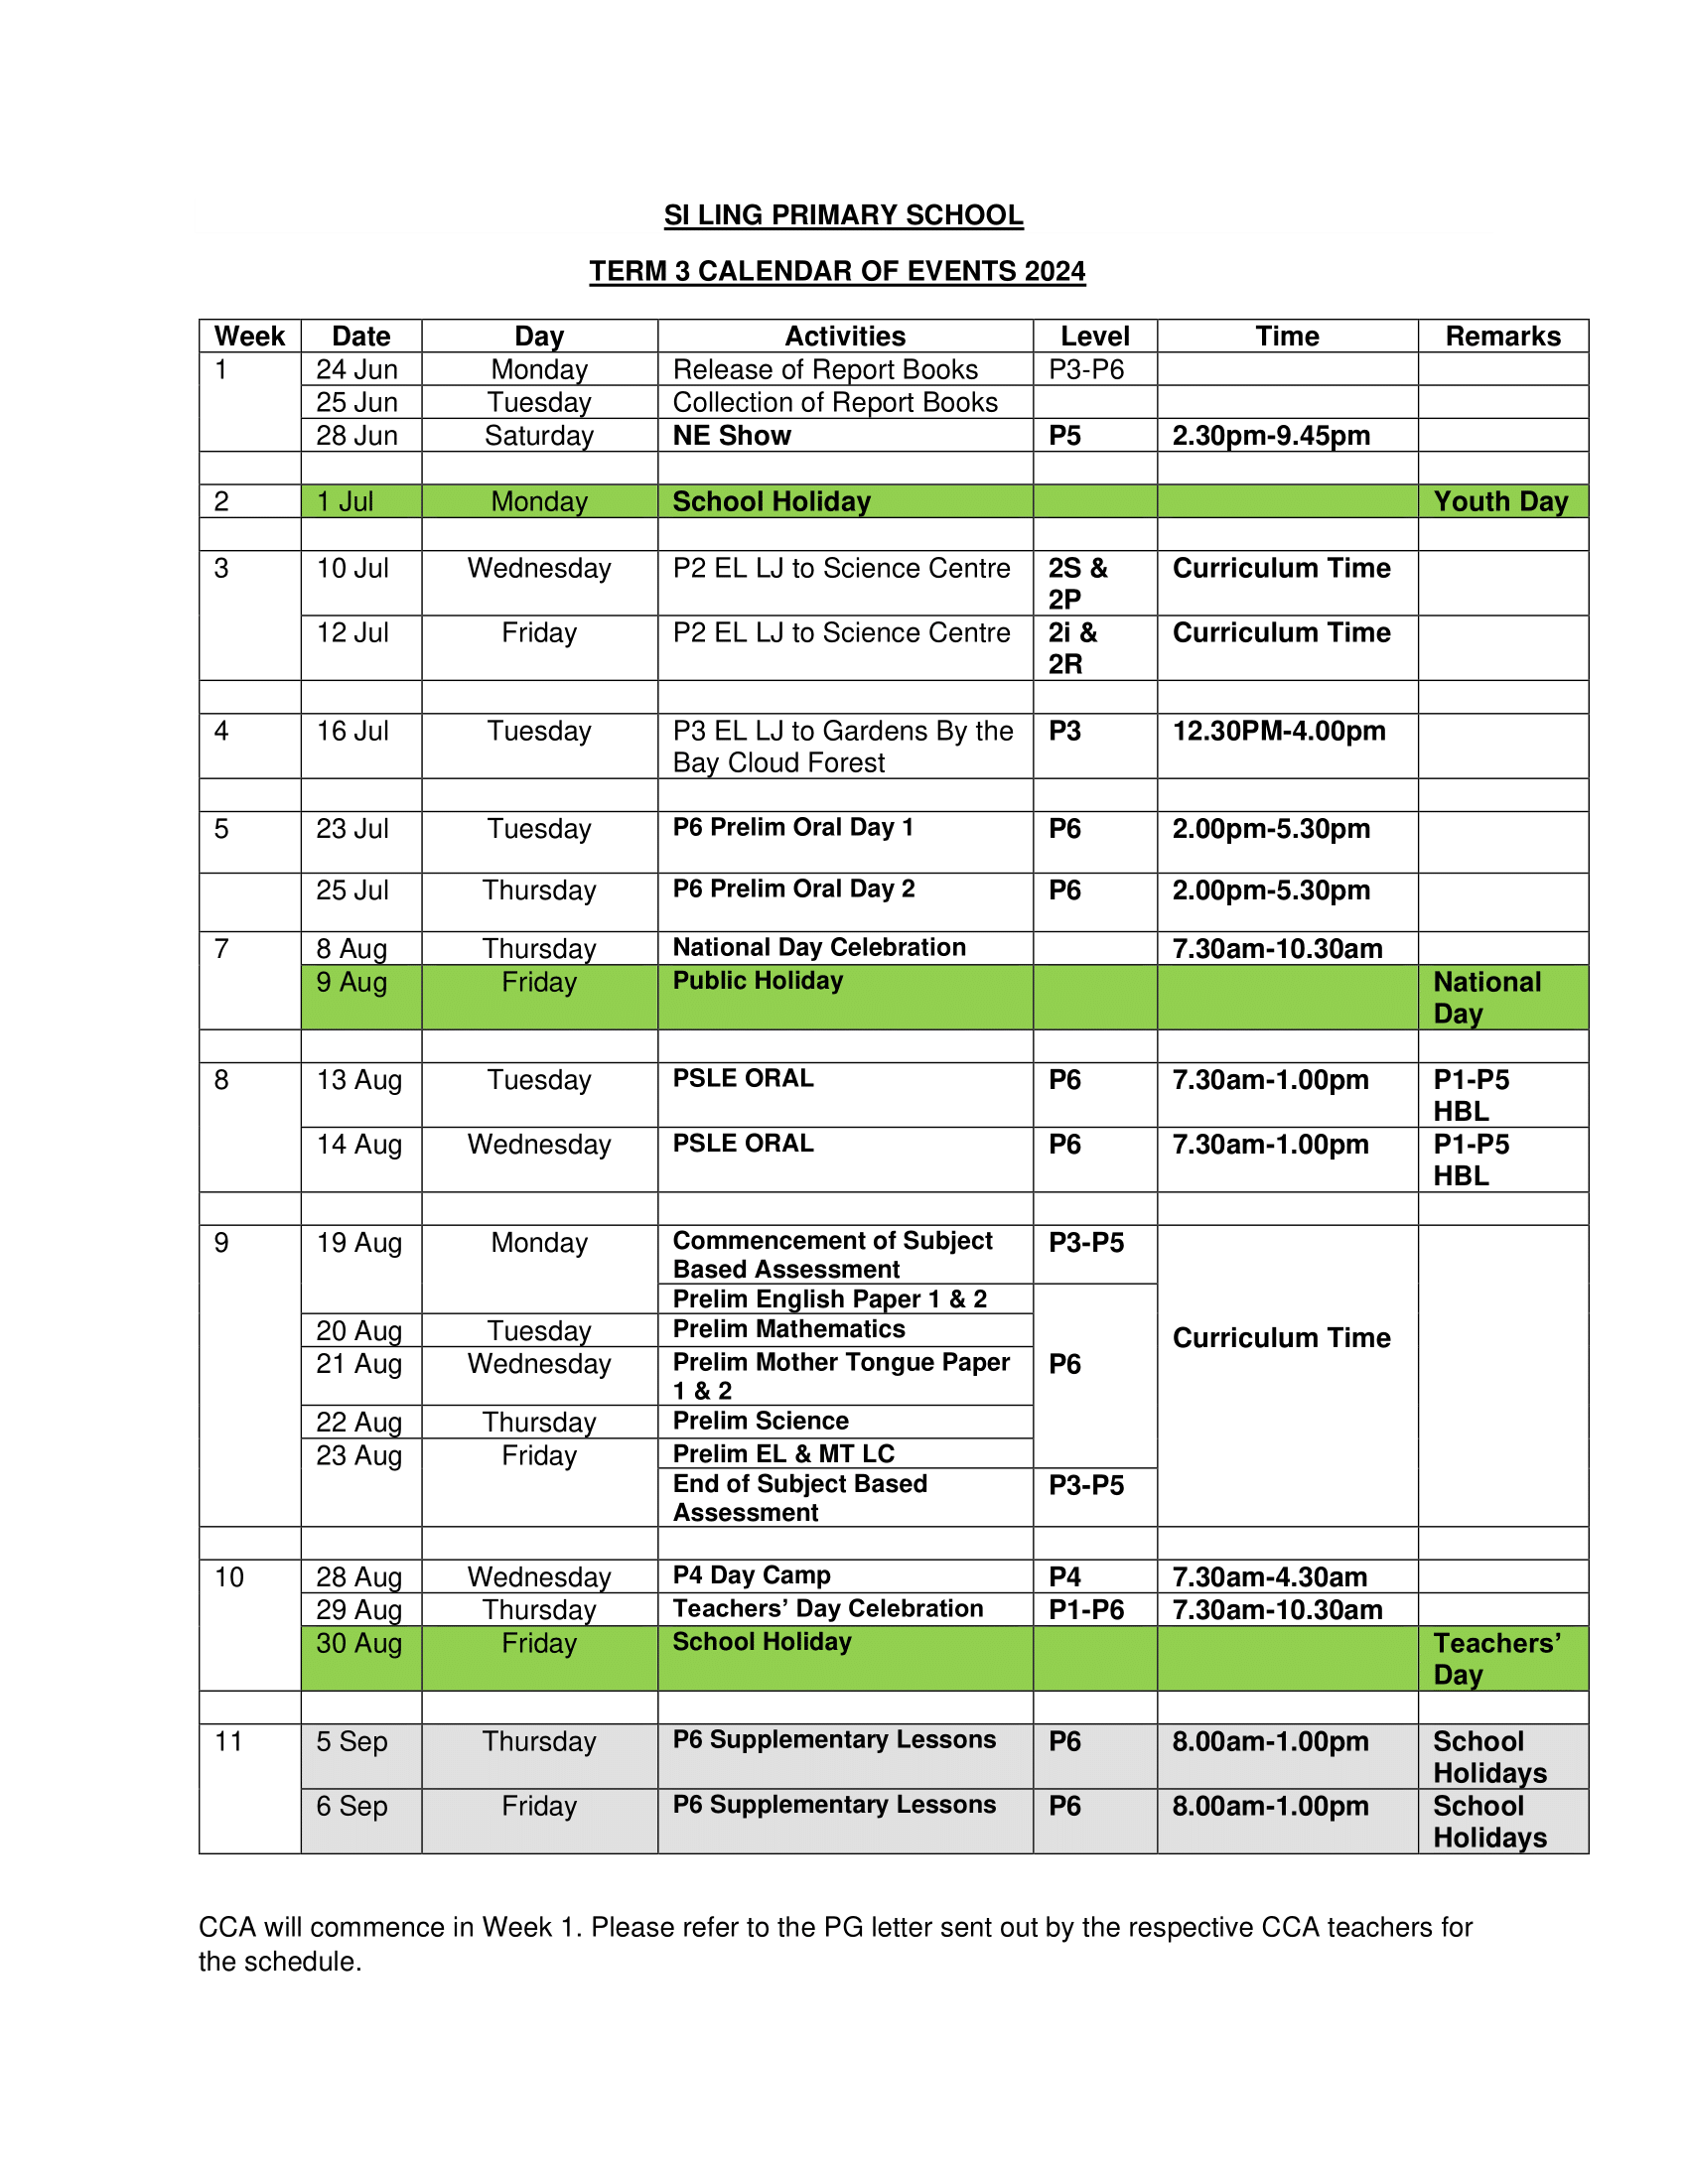 SI LING PRIMARY SCHOOL
TERM 3 CALENDAR OF EVENTS 2024
Week Date Day Activities Level Time Remarks
1 24 Jun Monday Release of Report Books P3-P6
25 Jun Tuesday Collection of Report Books
28 Jun Saturday NE Show P5 2.30pm-9.45pm
2 1 Jul Monday School Holiday Youth Day
3 10 Jul Wednesday P2 EL LJ to Science Centre 2S & Curriculum Time
2P
12 Jul Friday P2 EL LJ to Science Centre 2i & Curriculum Time
2R
4 16 Jul Tuesday P3 EL LJ to Gardens By the P3 12.30PM-4.00pm
Bay Cloud Forest
5 23 Jul Tuesday P6 Prelim Oral Day 1 P6 2.00pm-5.30pm
25 Jul Thursday P6 Prelim Oral Day 2 P6 2.00pm-5.30pm
7 8 Aug Thursday National Day Celebration 7.30am-10.30am
9 Aug Friday Public Holiday National
Day
8 13 Aug Tuesday PSLE ORAL P6 7.30am-1.00pm P1-P5
HBL
14 Aug Wednesday PSLE ORAL P6 7.30am-1.00pm P1-P5
HBL
9 19 Aug Monday Commencement of Subject P3-P5
Based Assessment
Prelim English Paper 1 & 2
20 Aug Tuesday Prelim Mathematics Curriculum Time
21 Aug Wednesday Prelim Mother Tongue Paper P6
1 & 2
22 Aug Thursday Prelim Science
23 Aug Friday Prelim EL & MT LC
End of Subject Based P3-P5
Assessment
10 28 Aug Wednesday P4 Day Camp P4 7.30am-4.30am
29 Aug Thursday Teachers’ Day Celebration P1-P6 7.30am-10.30am
30 Aug Friday School Holiday Teachers’
Day
11 5 Sep Thursday P6 Supplementary Lessons P6 8.00am-1.00pm School
Holidays
6 Sep Friday P6 Supplementary Lessons P6 8.00am-1.00pm School
Holidays
CCA will commence in Week 1. Please refer to the PG letter sent out by the respective CCA teachers for
the schedule.